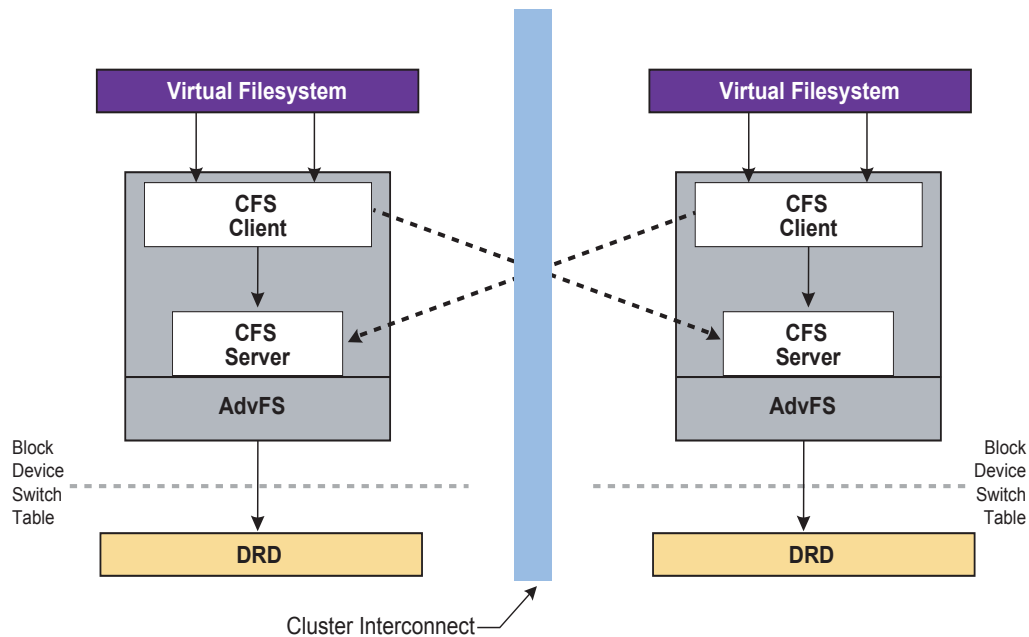 Virtual Filesystem
CFS
Client
CFS
Server
AdvFS
Block
Device
Switch
Table
DRD
Virtual Filesystem
CFS
Client
CFS
Server
AdvFS
Block
Device
Switch
Table
DRD
Cluster Interconnect